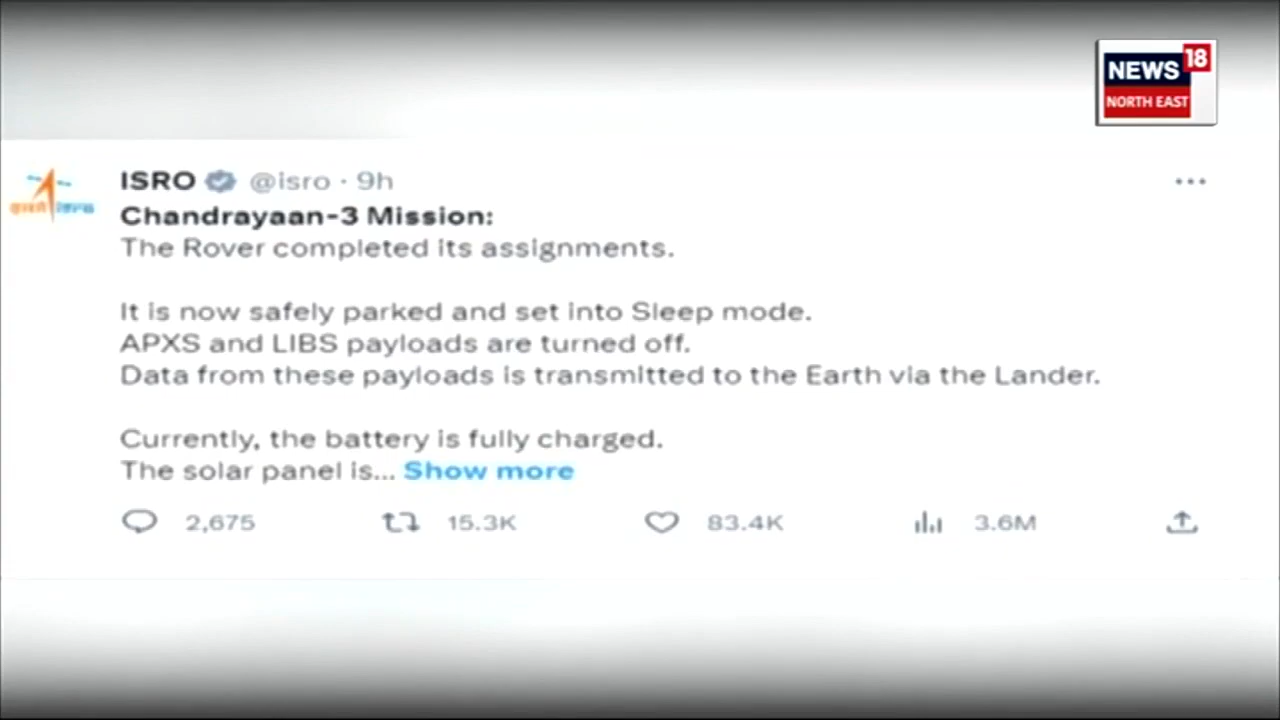 NEWS 18
NORTH EAST
ISRO @isro · 9h
Chandrayaan-3 Mission:
The Rover completed its assignments.
It is now safely parked and set into Sleep mode.
APXS and LIBS payloads are turned off.
Data from these payloads is transmitted to the Earth via the Lander.
Currently, the battery is fully charged.
The solar panel is... Show more
2,675 15.3K 83.4K 3.6M